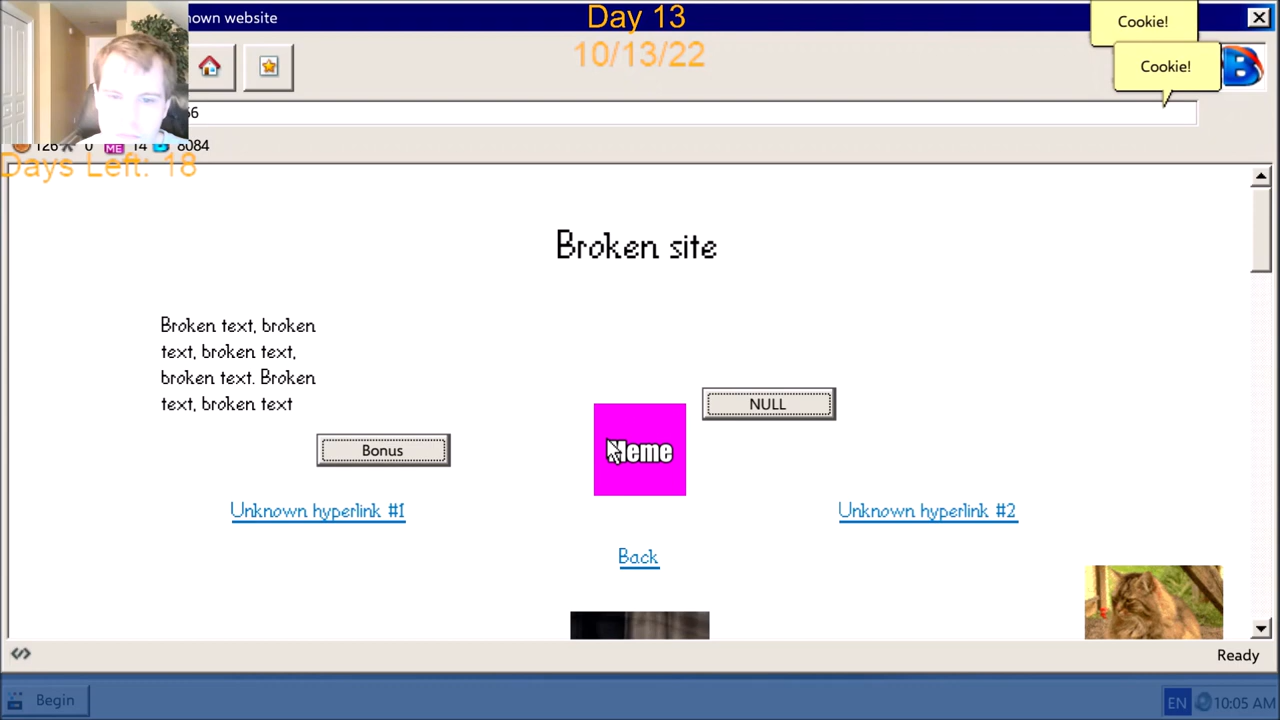 nown website
Day 13
10/13/22
Cookie!
Cookie!
66
126 0 ME 14 8084
Days Left: 18
Broken site
Broken text, broken
text, broken text,
broken text. Broken
text, broken text
NULL
Meme
Bonus
Unknown hyperlink #1
Unknown hyperlink #2
Back
Ready
Begin
EN 10:05 AM